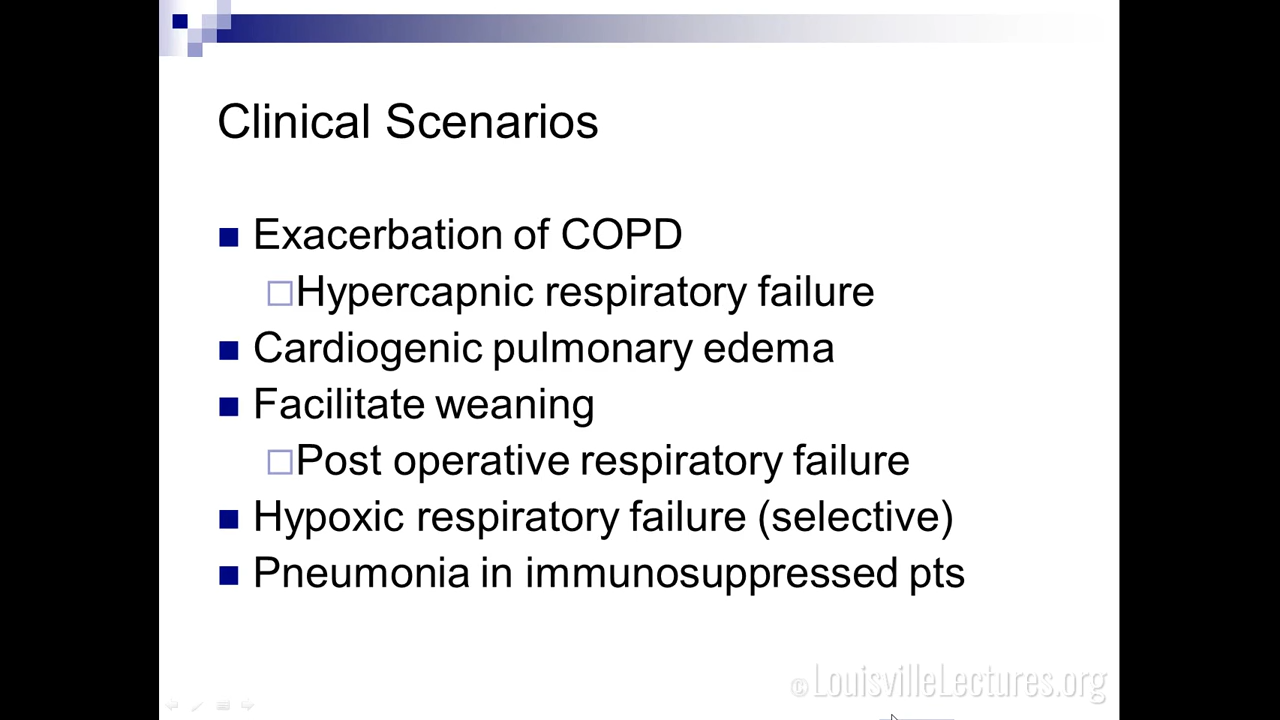 Clinical Scenarios
Exacerbation of COPD
Hypercapnic respiratory failure
Cardiogenic pulmonary edema
Facilitate weaning
Post operative respiratory failure
Hypoxic respiratory failure (selective)
Pneumonia in immunosuppressed pts
©LouisvilleLectures.org